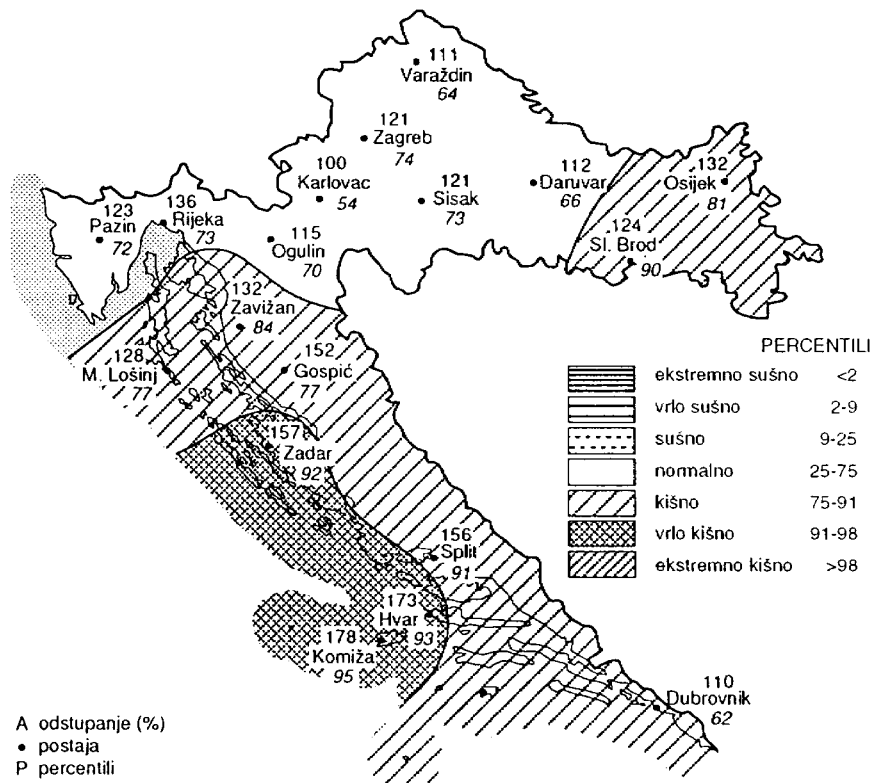 111
Varaždin
64
121
Zagreb
74
100
Karlovac
54
121
Sisak
73
112
Daruvar
66
132
Osijek
81
124
Sl. Brod
90
123
Pazin
72
136
Rijeka
73
115
Ogulin
70
132
Zavižan
84
128
M. Lošinj
77
152
Gospić
77
157
Zadar
92
156
Split
91
173
Hvar
93
178
Komiža
95
110
Dubrovnik
62
PERCENTILI
ekstremno sušno <2
vrlo sušno 2-9
sušno 9-25
normalno 25-75
kišno 75-91
vrlo kišno 91-98
ekstremno kišno >98
A odstupanje (%)
• postaja
P percentili